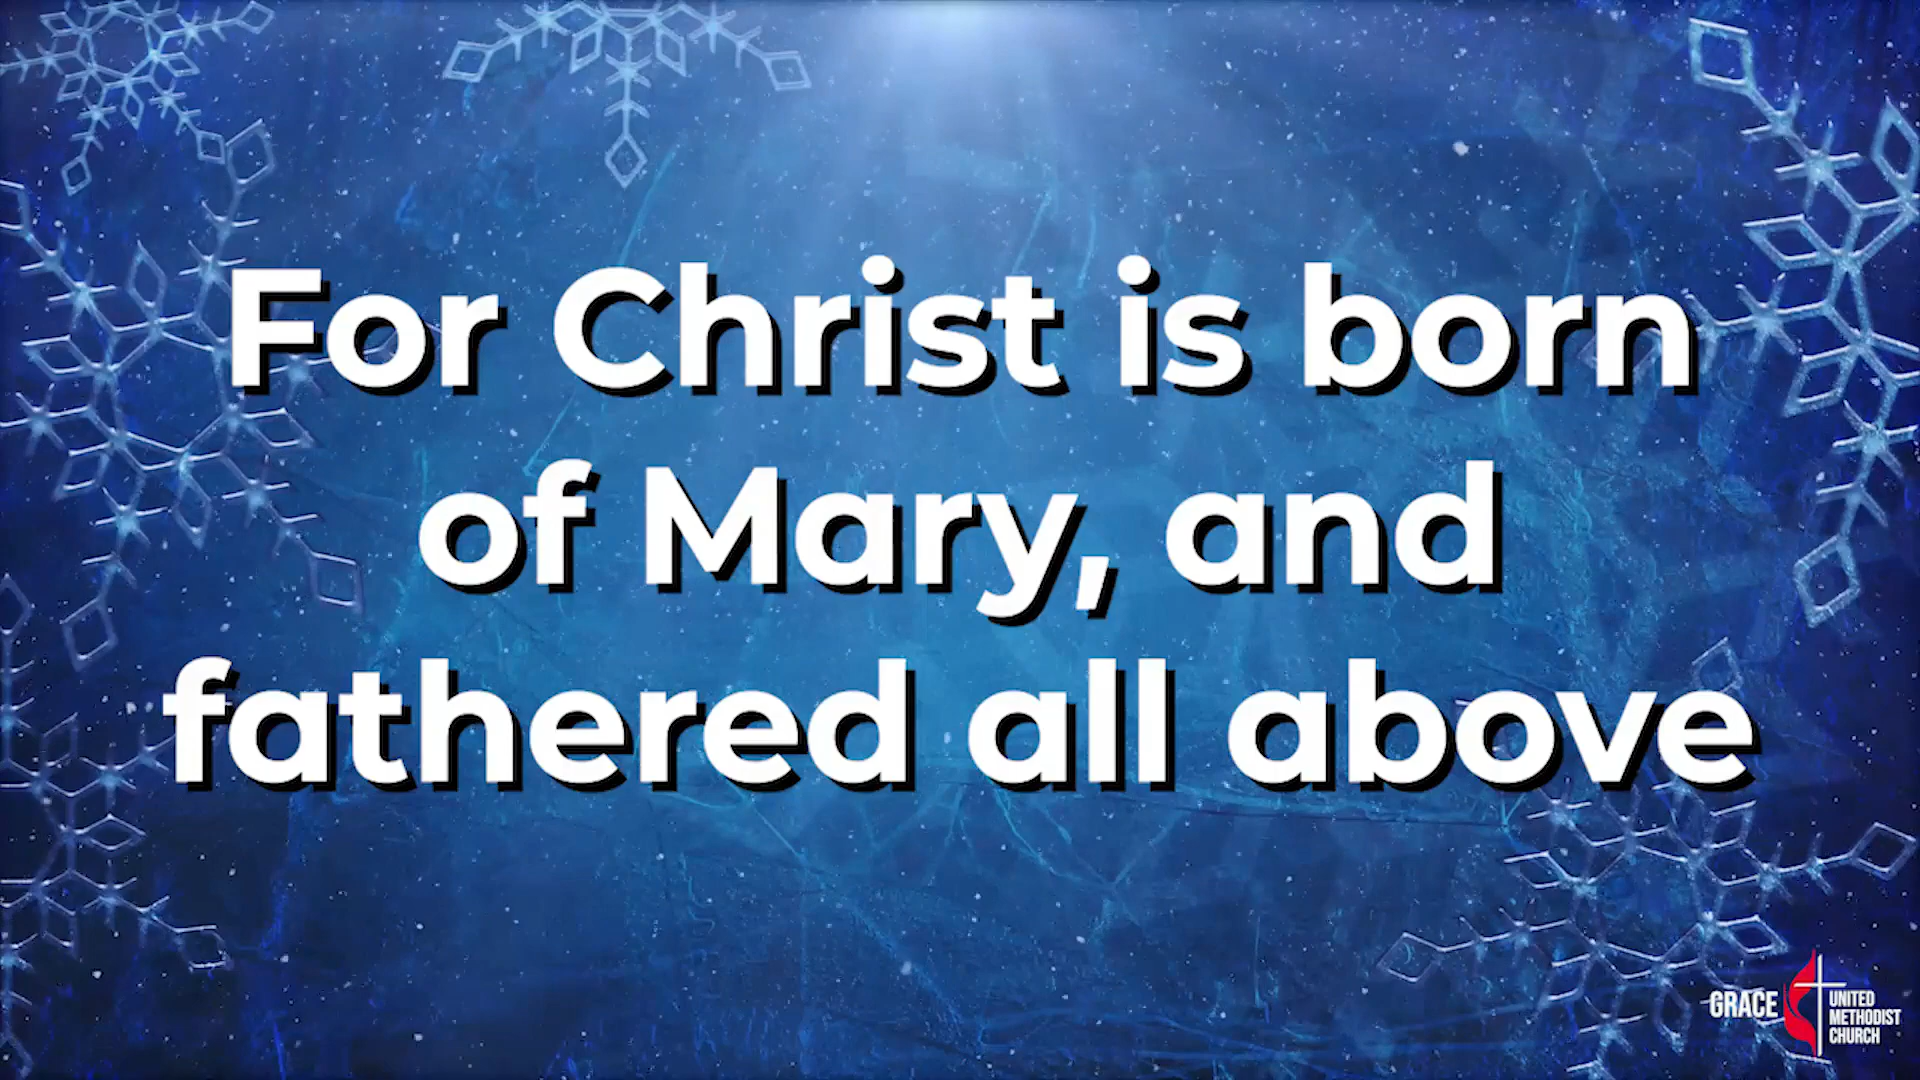 For Christ is born
of Mary, and
fathered all above
GRACE
UNITED
METHODIST
CHURCH